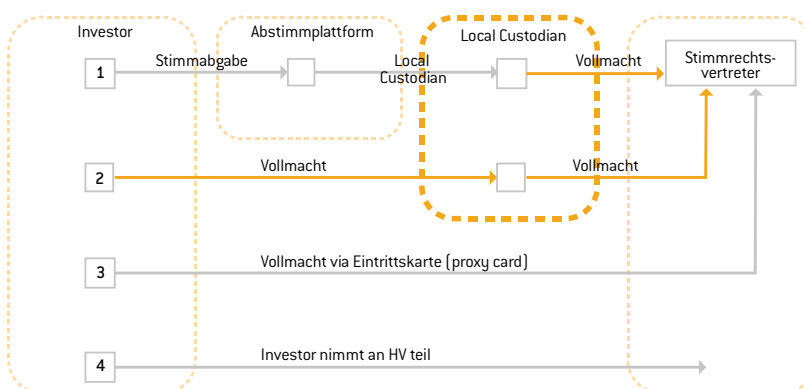 Investor
Abstimmplattform
Local Custodian
1
Stimmabgabe
Local
Custodian
Vollmacht
Stimmrechts-
vertreter
2
Vollmacht
Vollmacht
3
Vollmacht via Eintrittskarte (proxy card)
4
Investor nimmt an HV teil